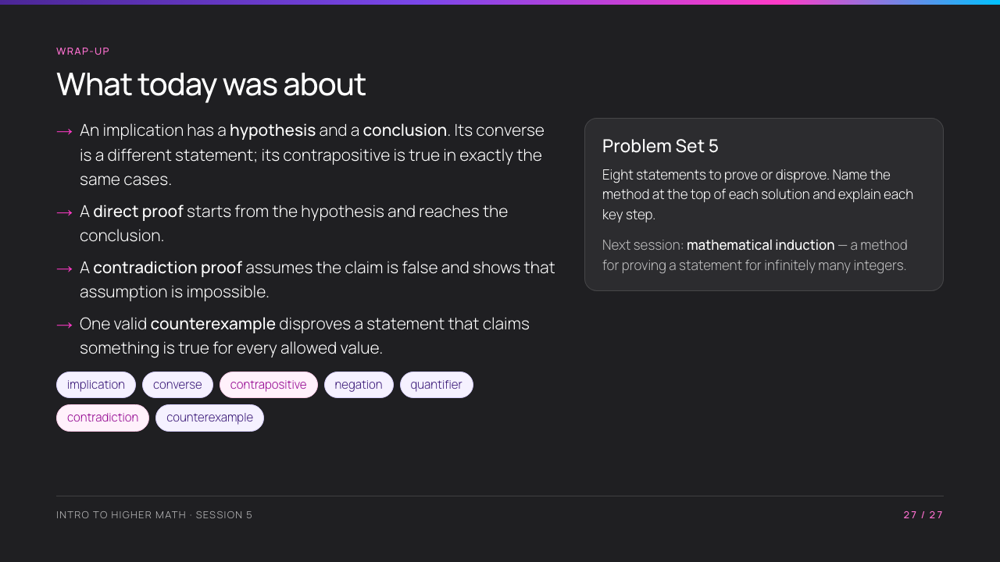 WRAP-UP
What today was about
→ An implication has a hypothesis and a conclusion. Its converse
is a different statement; its contrapositive is true in exactly the
same cases.
→ A direct proof starts from the hypothesis and reaches the
conclusion.
→ A contradiction proof assumes the claim is false and shows that
assumption is impossible.
→ One valid counterexample disproves a statement that claims
something is true for every allowed value.
implication converse contrapositive negation quantifier
contradiction counterexample
Problem Set 5
Eight statements to prove or disprove. Name the
method at the top of each solution and explain each
key step.
Next session: mathematical induction — a method
for proving a statement for infinitely many integers.
INTRO TO HIGHER MATH · SESSION 5
27 / 27